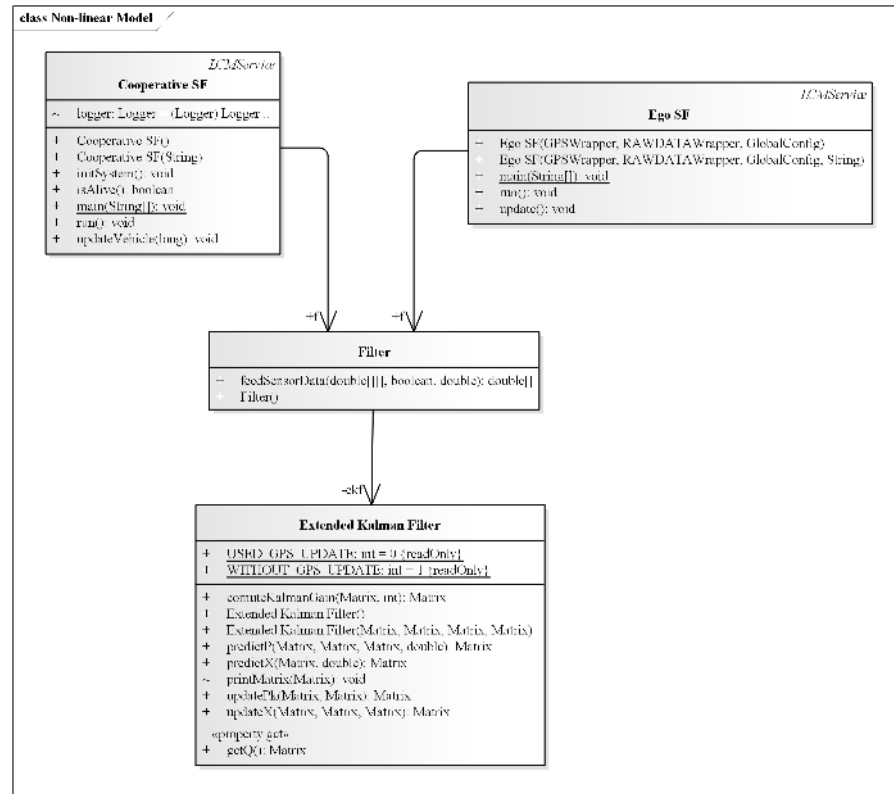 class Non-linear Model
LCMService
Cooperative SF
~ logger: Logger = (Logger) Logger ...
+ Cooperative SF()
+ Cooperative SF(String)
+ initSystem(): void
+ isAlive(): boolean
+ main(String[]): void
+ run(): void
+ updateVehicle(long): void
LCMService
Ego SF
+ Ego SF(GPSWrapper, RAWDATAWrapper, GlobalConfig)
+ Ego SF(GPSWrapper, RAWDATAWrapper, GlobalConfig, String)
+ main(String[]): void
+ run(): void
+ update(): void
+f
+f
Filter
+ feedSensorData(double[][], boolean, double): double[]
+ Filter()
-ekf
Extended Kalman Filter
+ USED_GPS_UPDATE: int = 0 {readOnly}
+ WITHOUT_GPS_UPDATE: int = 1 {readOnly}
+ comuteKalmanGain(Matrix, int): Matrix
+ Extended Kalman Filter()
+ Extended Kalman Filter(Matrix, Matrix, Matrix, Matrix)
+ predictP(Matrix, Matrix, Matrix, double): Matrix
+ predictX(Matrix, double): Matrix
~ printMatrix(Matrix): void
+ updatePk(Matrix, Matrix): Matrix
+ updateX(Matrix, Matrix, Matrix): Matrix
«property get»
+ getQ(): Matrix